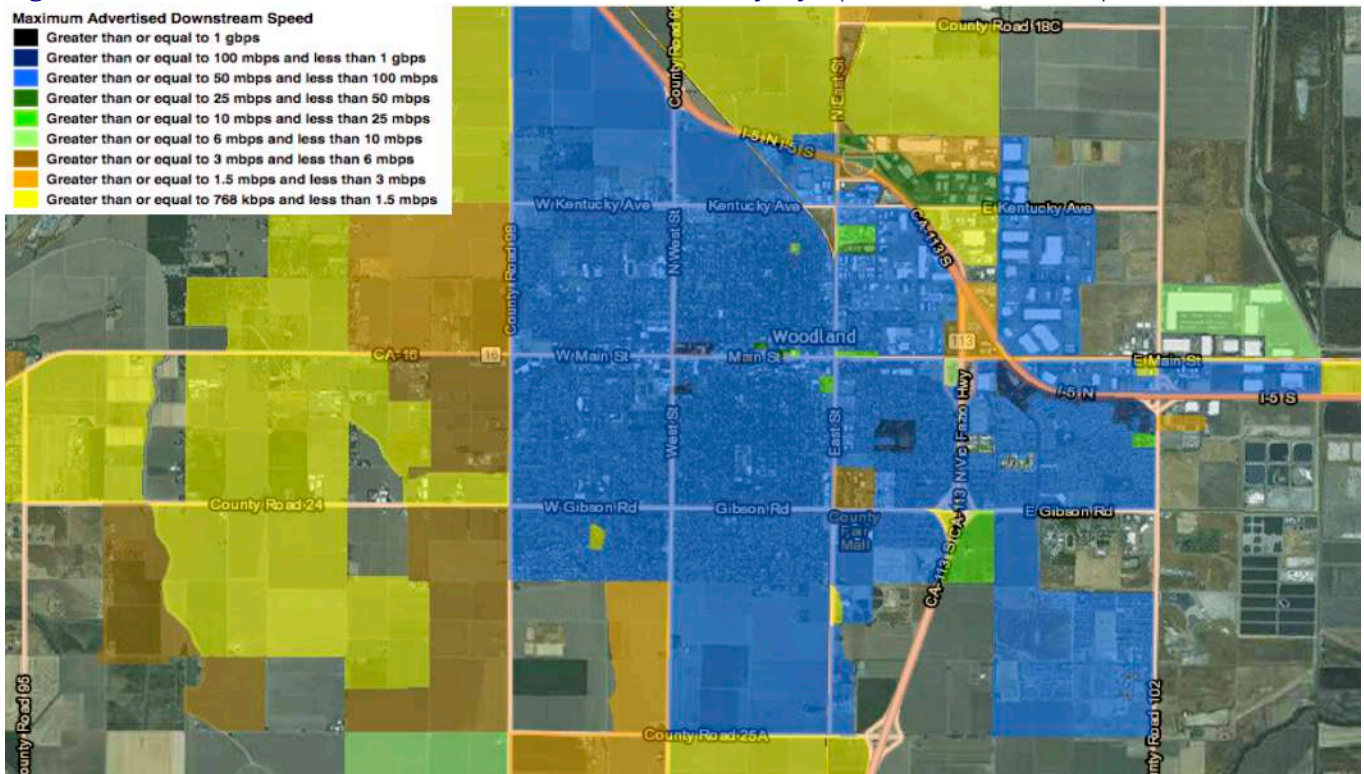 Maximum Advertised Downstream Speed
Greater than or equal to 1 gbps
Greater than or equal to 100 mbps and less than 1 gbps
Greater than or equal to 50 mbps and less than 100 mbps
Greater than or equal to 25 mbps and less than 50 mbps
Greater than or equal to 10 mbps and less than 25 mbps
Greater than or equal to 6 mbps and less than 10 mbps
Greater than or equal to 3 mbps and less than 6 mbps
Greater than or equal to 1.5 mbps and less than 3 mbps
Greater than or equal to 768 kbps and less than 1.5 mbps
County Road 18C
County Road
N East St
I-5 N I-5 S
W Kentucky Ave
Kentucky Ave
E Kentucky Ave
N West St
CA-113 S
County Road 98
Woodland
CA-16
16
W Main St
Main St
113
E Main St
I-5 N
I-5 S
West St
East St
N Vic Fazio Hwy
County Road 24
W Gibson Rd
Gibson Rd
County
Fair
Mall
E Gibson Rd
CA-113 S
CA-113
County Road 95
County Road 25A
County Road 102